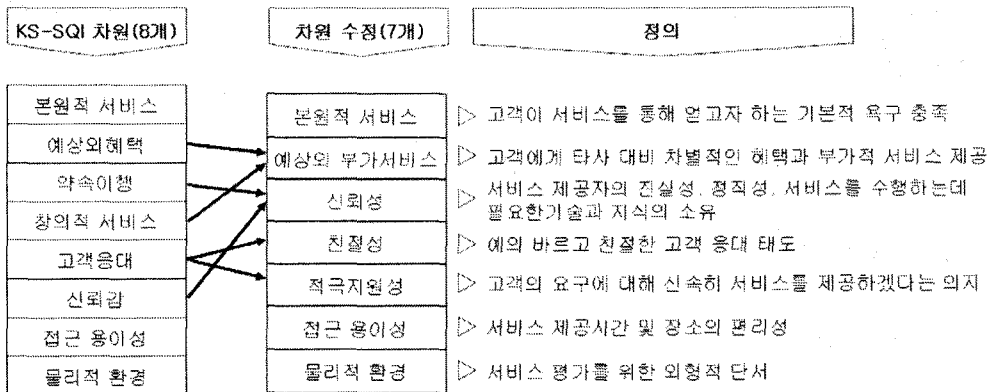 KS-SQI 차원(8개)
차원 수정(7개)
정의
본원적 서비스
예상외혜택
약속이행
창의적 서비스
고객응대
신뢰감
접근 용이성
물리적 환경
본원적 서비스
예상외 부가서비스
신뢰성
친절성
적극지원성
접근 용이성
물리적 환경
▷ 고객이 서비스를 통해 얻고자 하는 기본적 욕구 충족
▷ 고객에게 타사 대비 차별적인 혜택과 부가적 서비스 제공
▷ 서비스 제공자의 진실성, 정직성, 서비스를 수행하는데
필요한기술과 지식의 소유
▷ 예의 바르고 친절한 고객 응대 태도
▷ 고객의 요구에 대해 신속히 서비스를 제공하겠다는 의지
▷ 서비스 제공시간 및 장소의 편리성
▷ 서비스 평가를 위한 외형적 단서